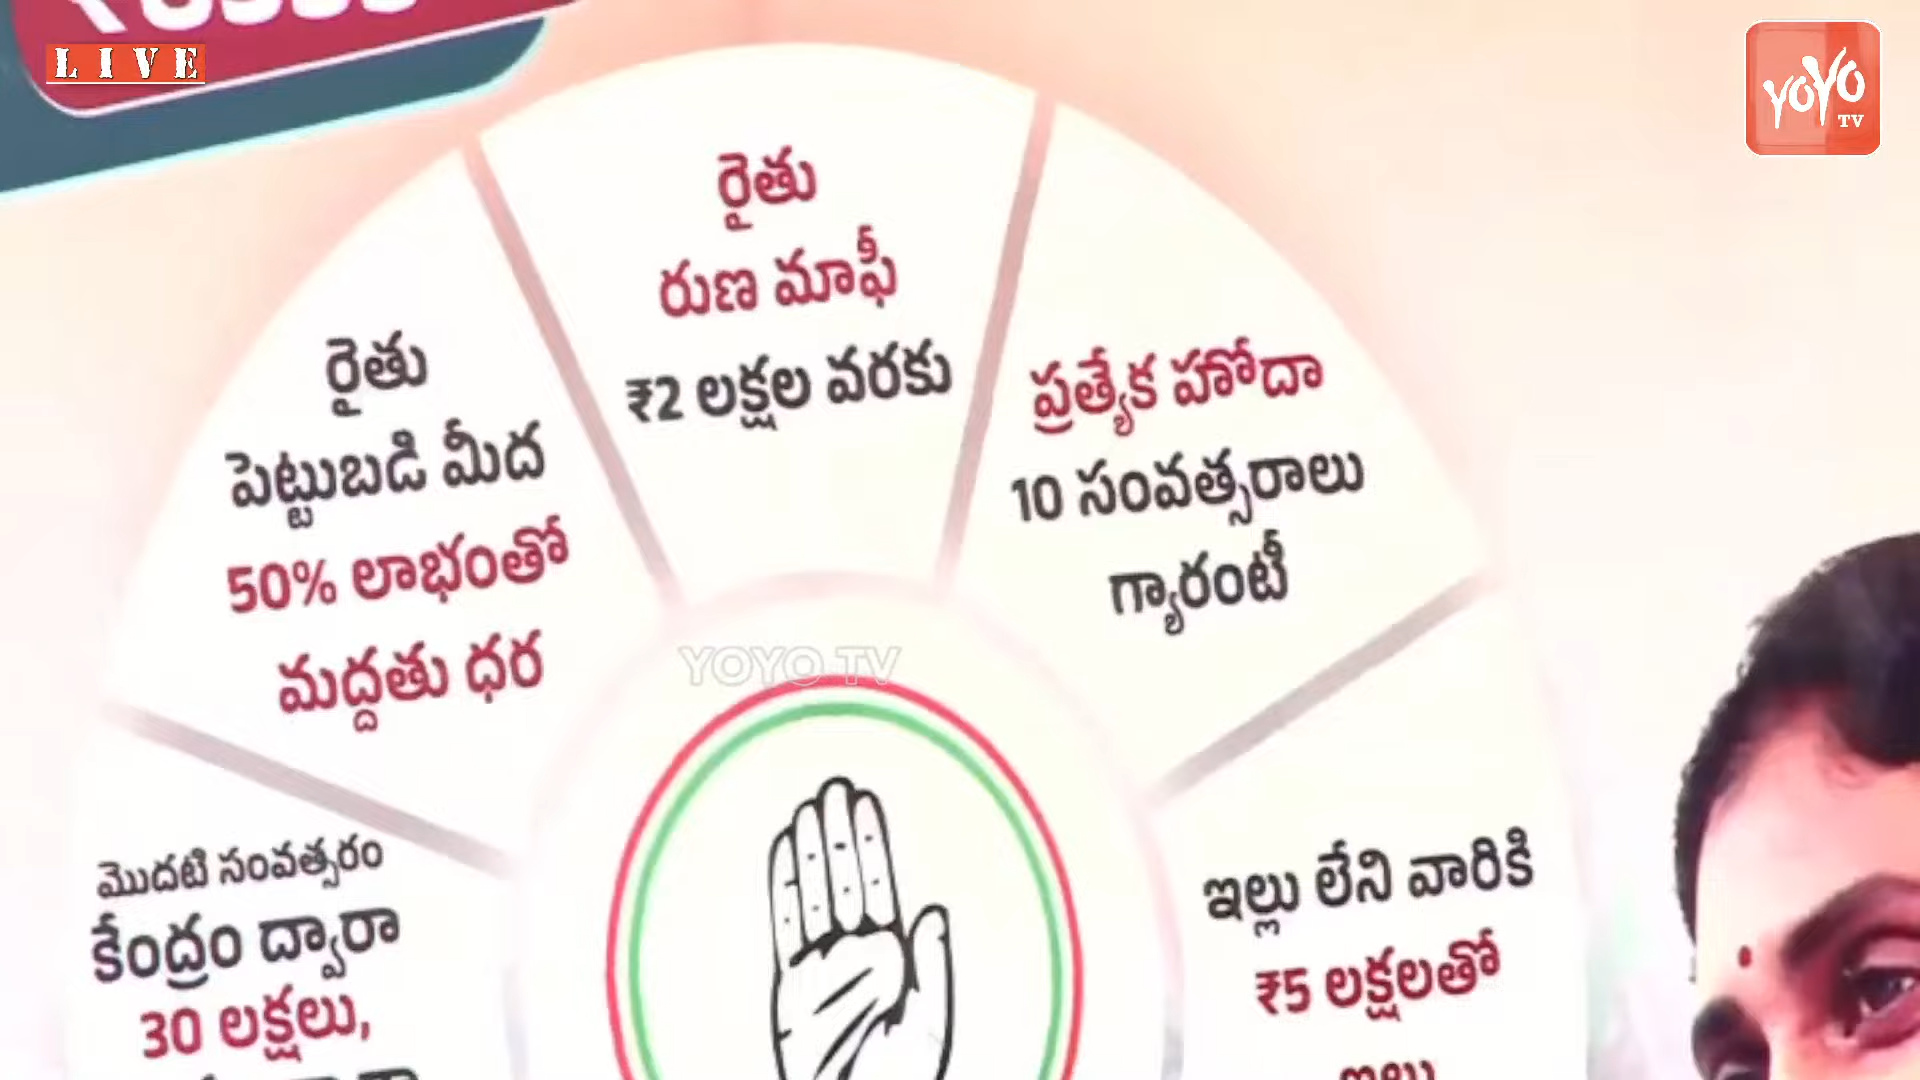 LIVE
YOYO
TV
రైతు
రుణ మాఫీ
₹2 లక్షల వరకు
రైతు
పెట్టుబడి మీద
50% లాభంతో
మద్దతు ధర
ప్రత్యేక హోదా
10 సంవత్సరాలు
గ్యారంటీ
YOYO TV
మొదటి సంవత్సరం
కేంద్రం ద్వారా
30 లక్షలు,
ఇల్లు లేని వారికి
₹5 లక్షలతో